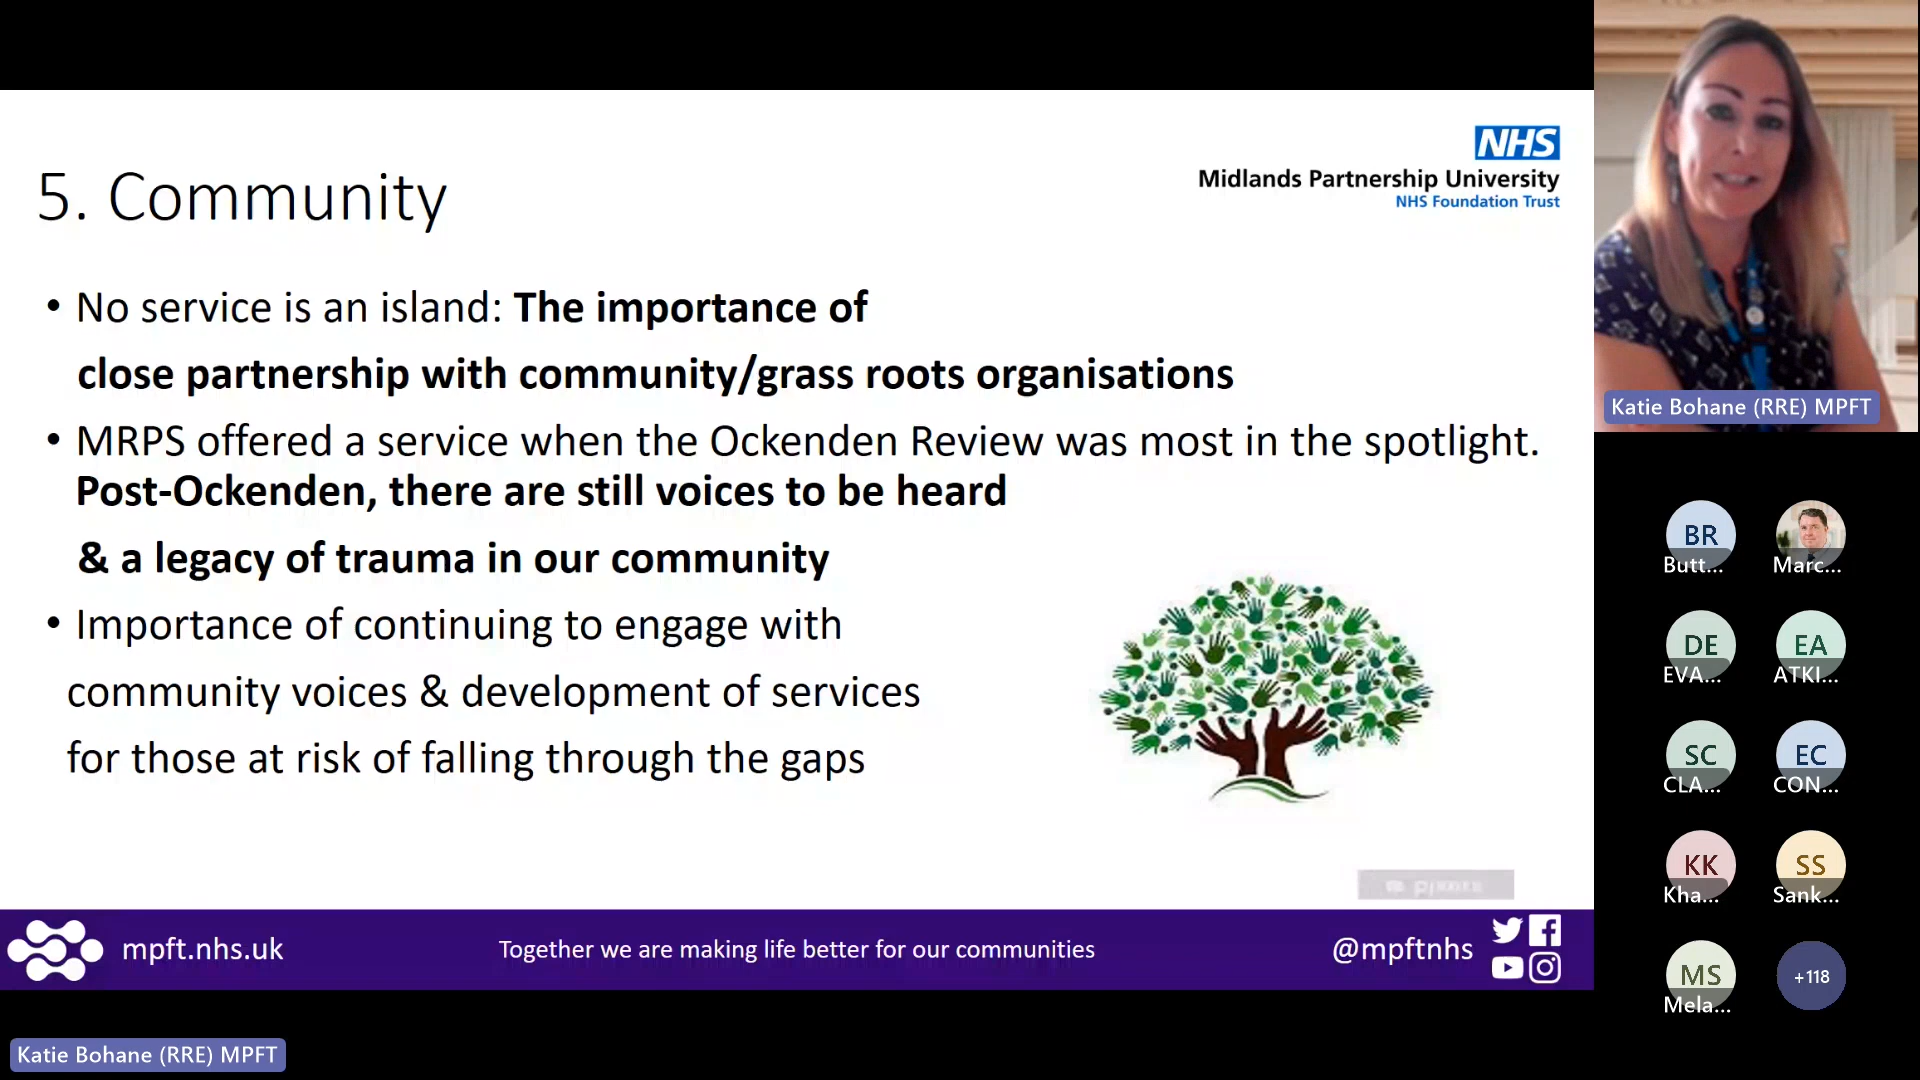 NHS
Midlands Partnership University
NHS Foundation Trust
5. Community
• No service is an island: The importance of
close partnership with community/grass roots organisations
• MRPS offered a service when the Ockenden Review was most in the spotlight.
Post-Ockenden, there are still voices to be heard
& a legacy of trauma in our community
• Importance of continuing to engage with
community voices & development of services
for those at risk of falling through the gaps
mpft.nhs.uk
Together we are making life better for our communities
@mpftnhs
Katie Bohane (RRE) MPFT
Katie Bohane (RRE) MPFT
BR
Butt...
Marc...
DE
EVA...
EA
ATKI...
SC
CLA...
EC
CON...
KK
Kha...
SS
Sank...
MS
Mela...
+118